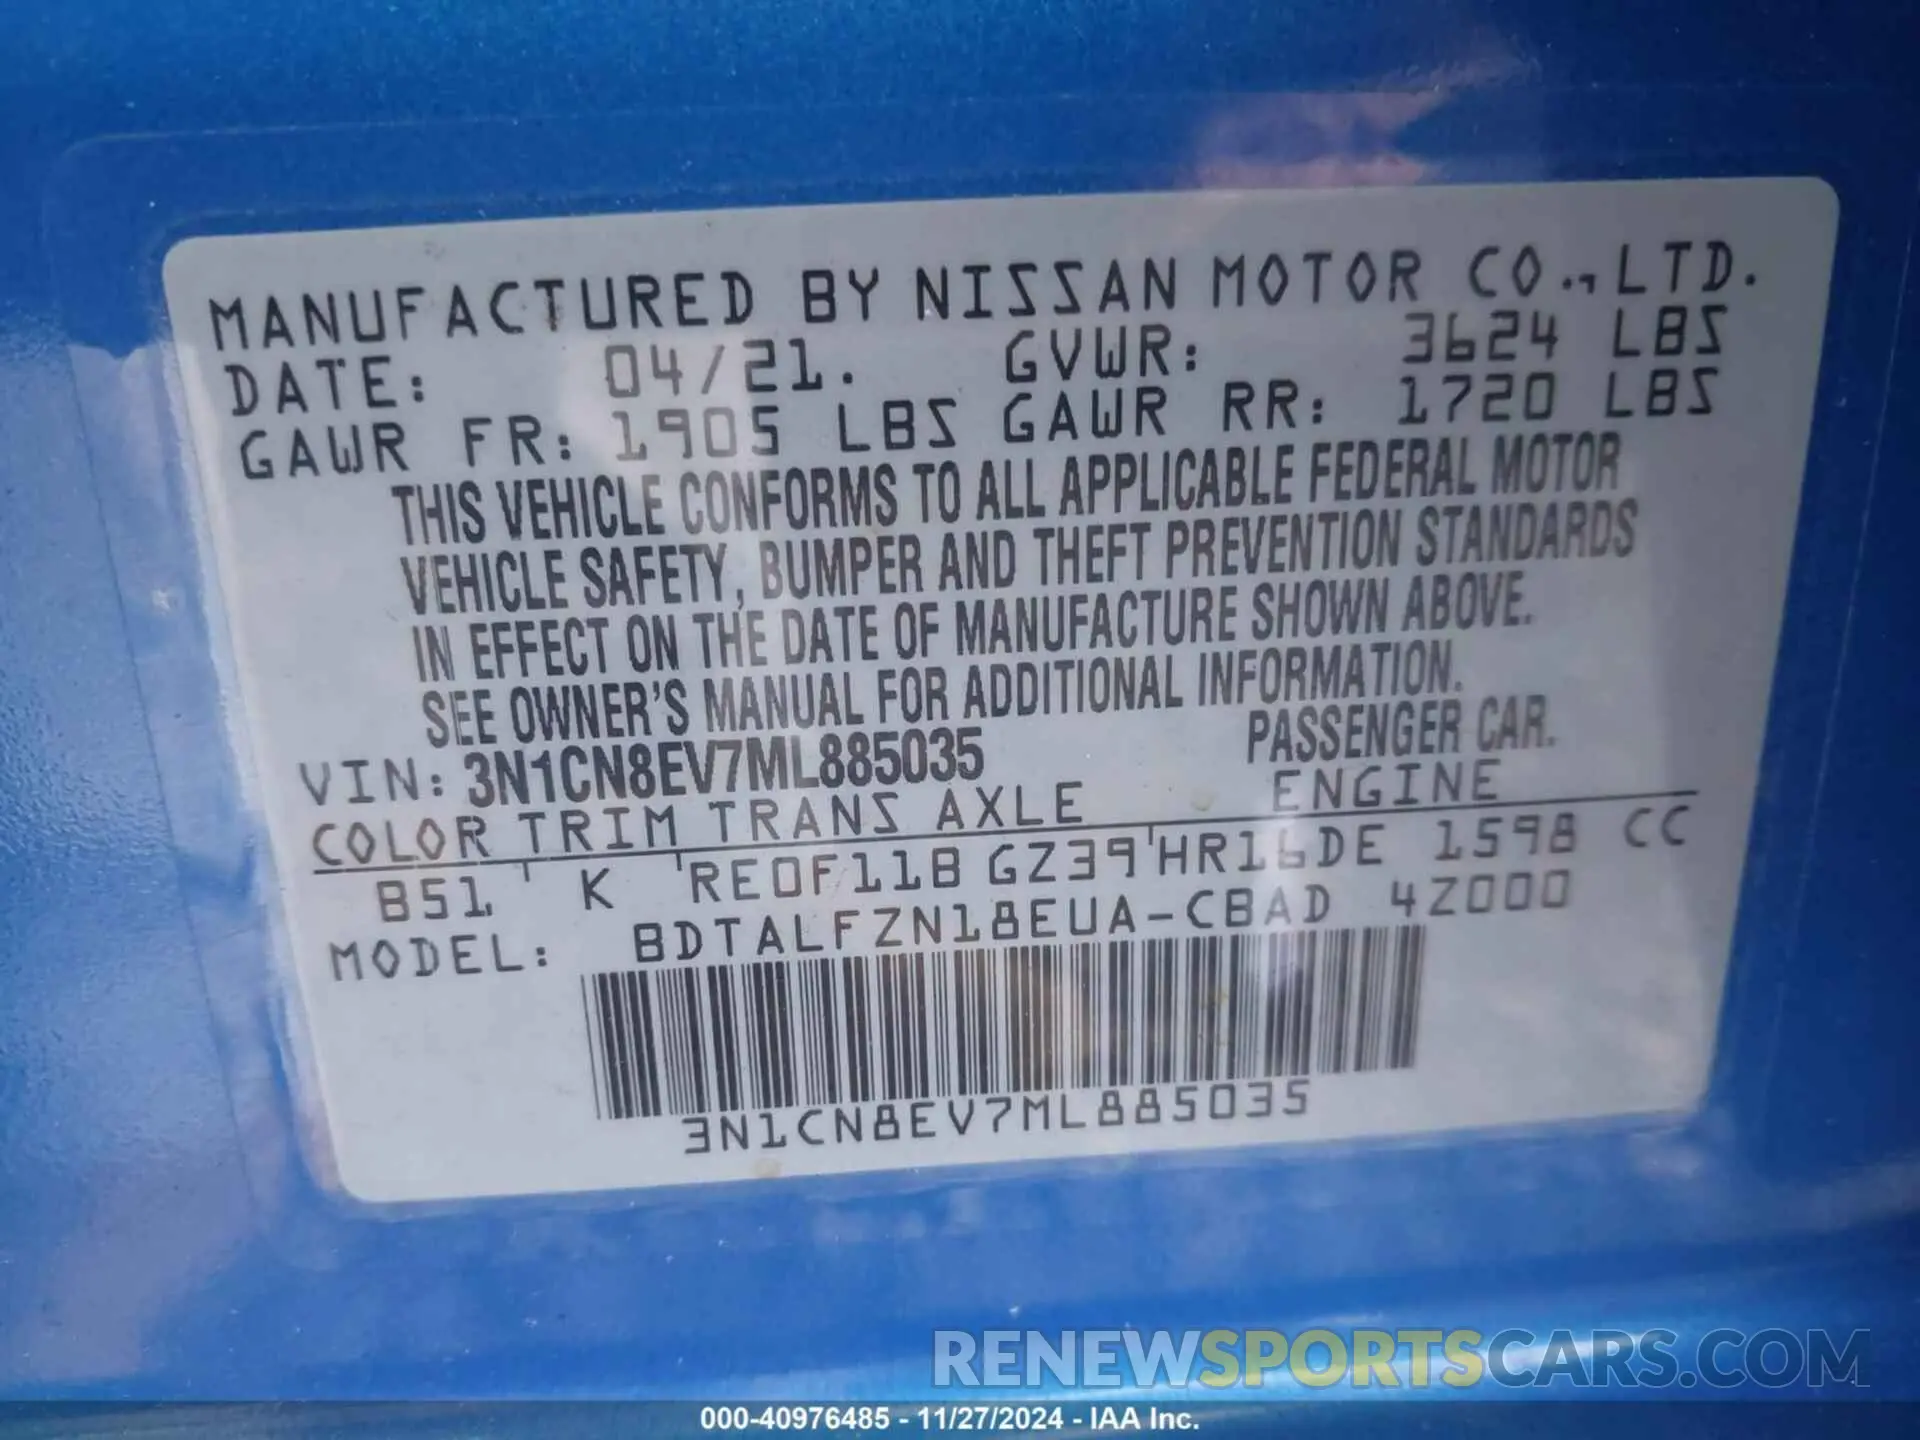 MANUFACTURED BY NISSAN MOTOR CO., LTD.
DATE: 04/21. GVWR: 3624 LBS
GAWR FR: 1905 LBS GAWR RR: 1720 LBS
THIS VEHICLE CONFORMS TO ALL APPLICABLE FEDERAL MOTOR
VEHICLE SAFETY, BUMPER AND THEFT PREVENTION STANDARDS
IN EFFECT ON THE DATE OF MANUFACTURE SHOWN ABOVE.
SEE OWNER'S MANUAL FOR ADDITIONAL INFORMATION.
VIN: 3N1CN8EV7ML885035 PASSENGER CAR.
COLOR TRIM TRANS AXLE ENGINE
B51 K RE0F11B GZ39 HR16DE 1598 CC
MODEL: BDTALFZN18EUA-CBAD 4Z000
3N1CN8EV7ML885035
RENEWSPORTSCARS.COM
000-40976485 - 11/27/2024 - IAA Inc.